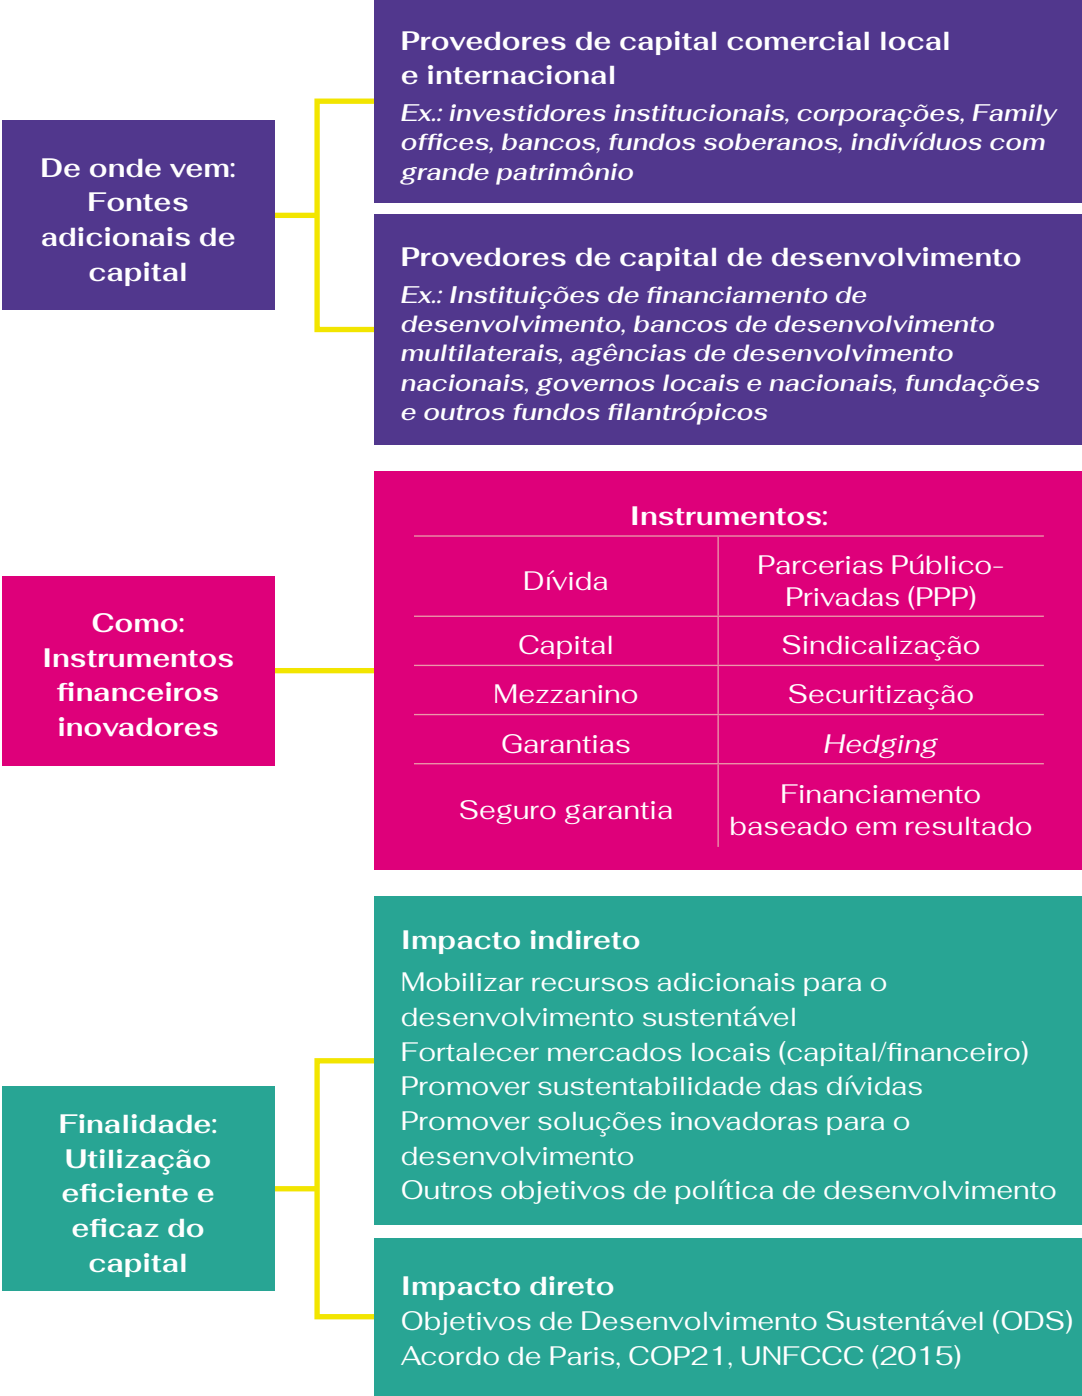 De onde vem:
Fontes
adicionais de
capital
Provedores de capital comercial local
e internacional
Ex.: investidores institucionais, corporações, Family
offices, bancos, fundos soberanos, indivíduos com
grande patrimônio
Provedores de capital de desenvolvimento
Ex.: Instituições de financiamento de
desenvolvimento, bancos de desenvolvimento
multilaterais, agências de desenvolvimento
nacionais, governos locais e nacionais, fundações
e outros fundos filantrópicos
Como:
Instrumentos
financeiros
inovadores
Instrumentos:
Dívida
Parcerias Público-
Privadas (PPP)
Capital
Sindicalização
Mezzanino
Securitização
Garantias
Hedging
Seguro garantia
Financiamento
baseado em resultado
Finalidade:
Utilização
eficiente e
eficaz do
capital
Impacto indireto
Mobilizar recursos adicionais para o
desenvolvimento sustentável
Fortalecer mercados locais (capital/financeiro)
Promover sustentabilidade das dívidas
Promover soluções inovadoras para o
desenvolvimento
Outros objetivos de política de desenvolvimento
Impacto direto
Objetivos de Desenvolvimento Sustentável (ODS)
Acordo de Paris, COP21, UNFCCC (2015)